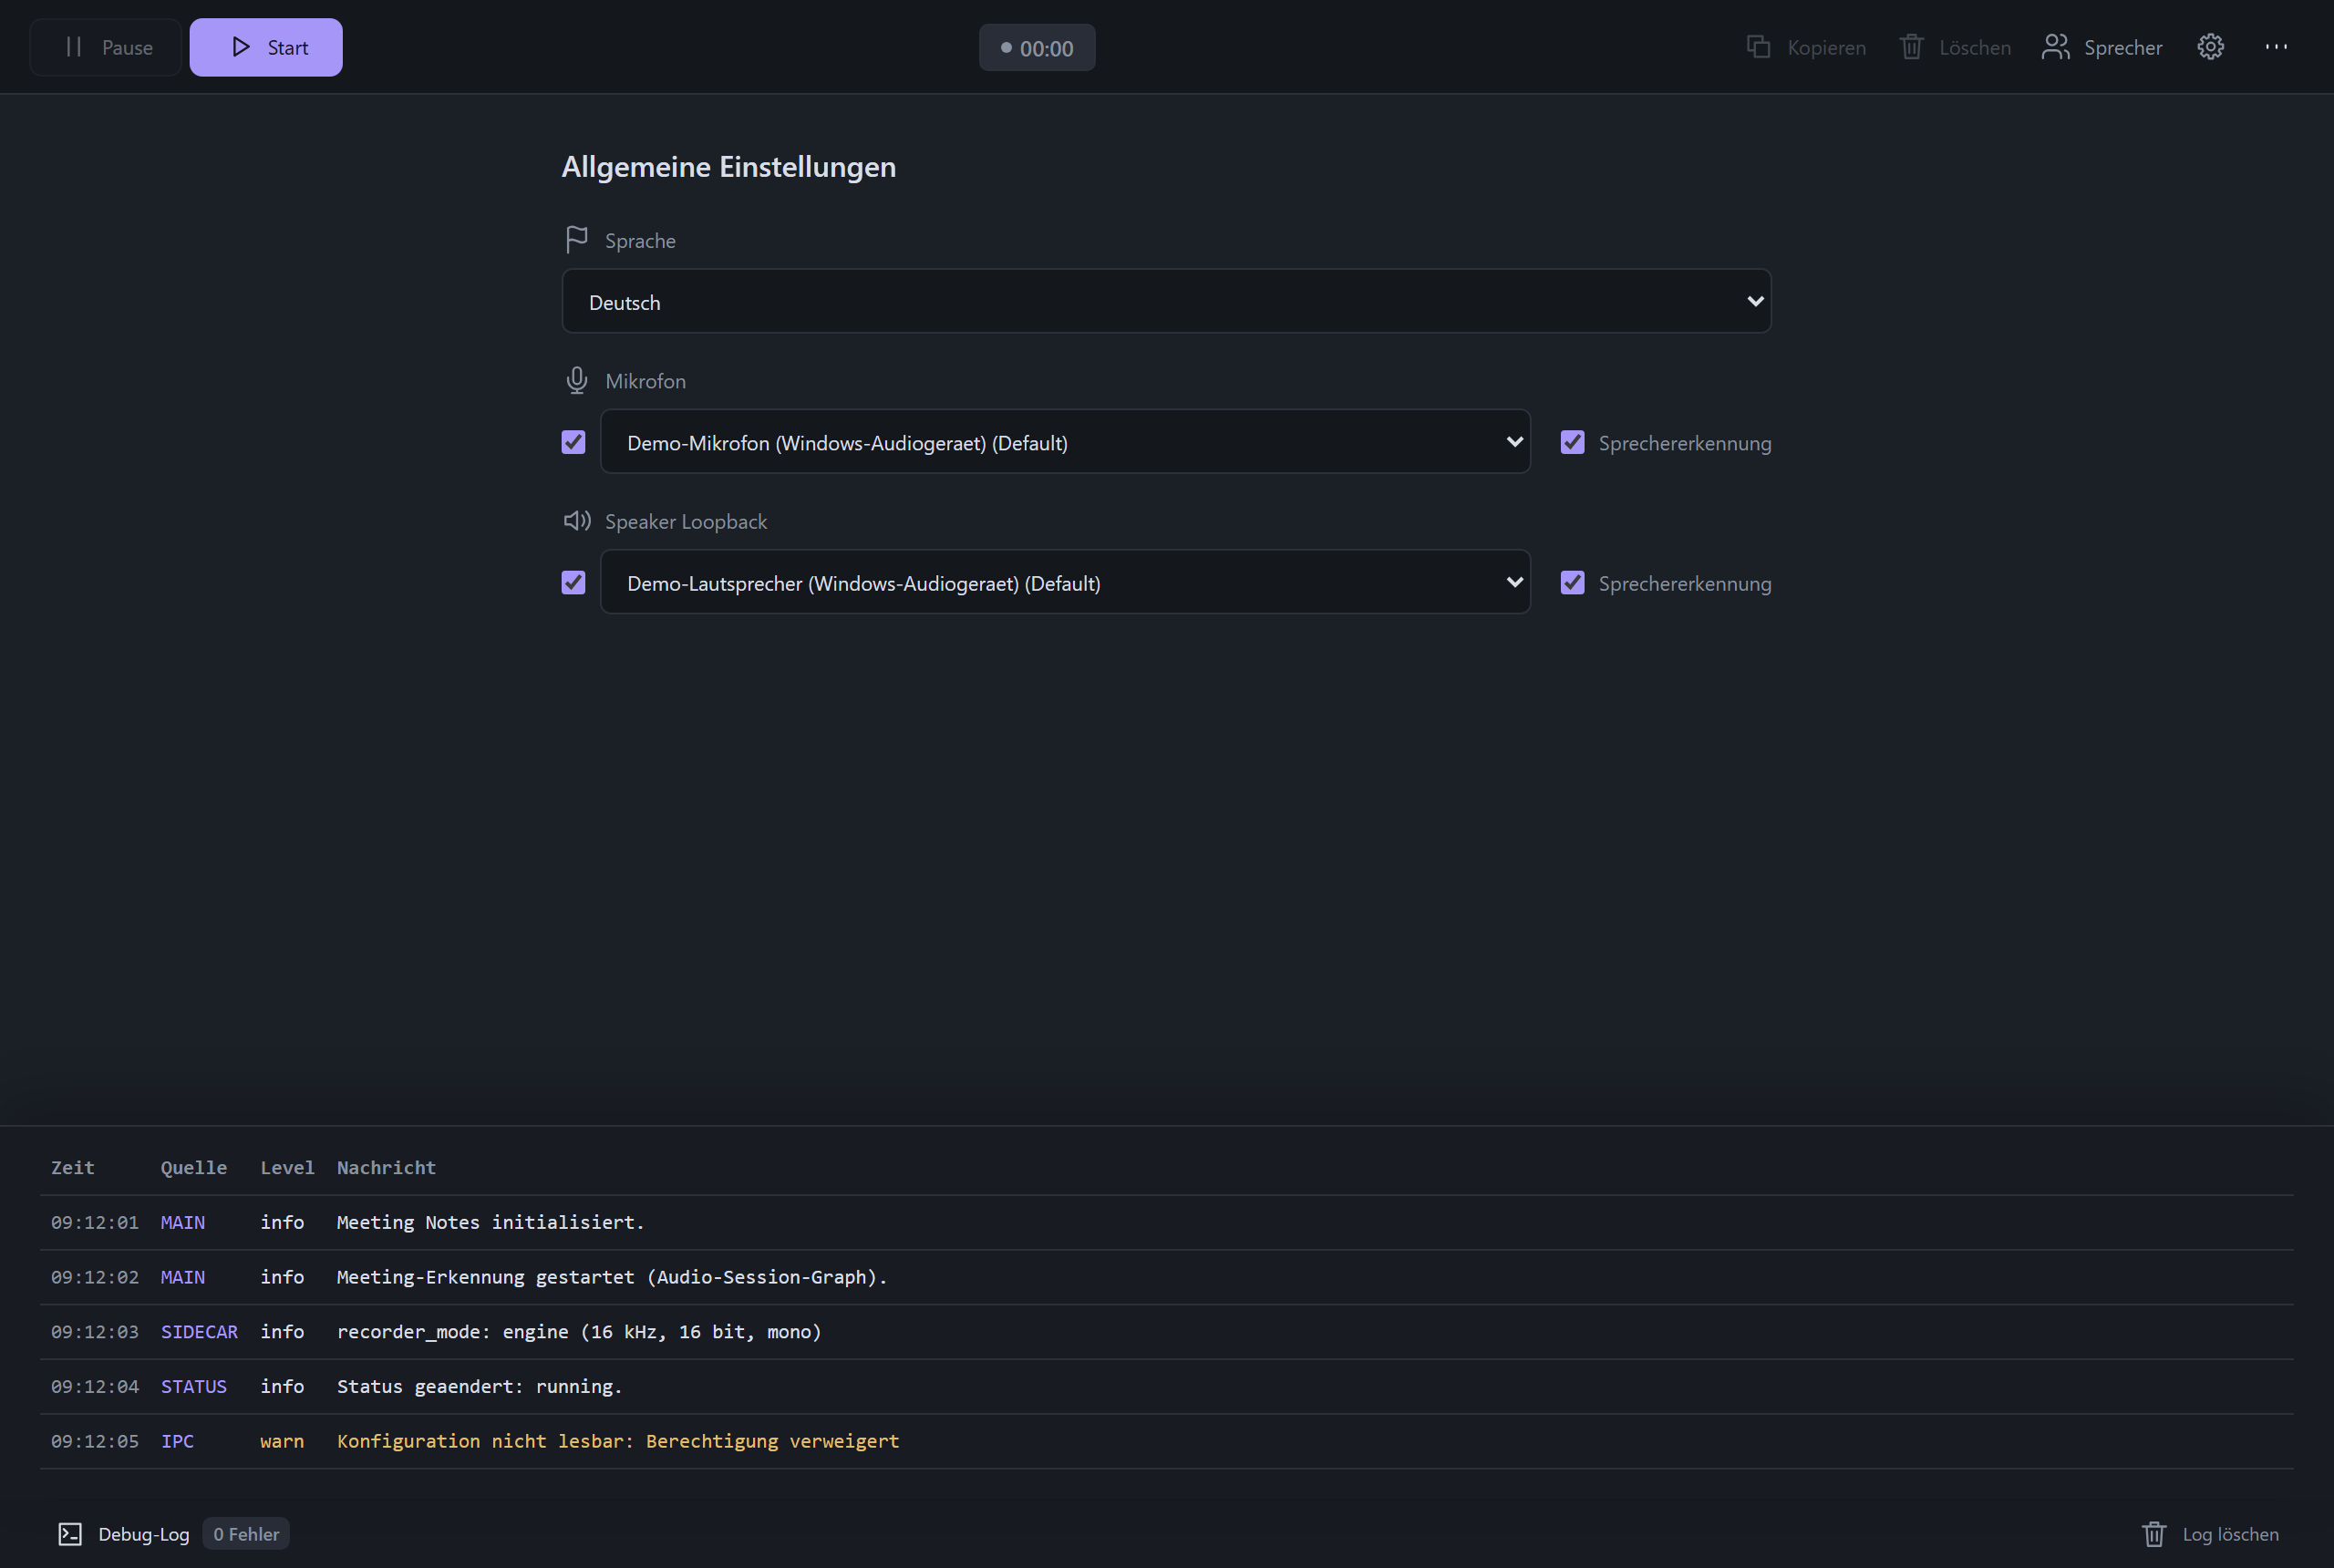 Pause
Start
00:00
Kopieren
Löschen
Sprecher
Allgemeine Einstellungen
Sprache
Deutsch
Mikrofon
Demo-Mikrofon (Windows-Audiogeraet) (Default)
Sprechererkennung
Speaker Loopback
Demo-Lautsprecher (Windows-Audiogeraet) (Default)
Sprechererkennung
Zeit Quelle Level Nachricht
09:12:01 MAIN info Meeting Notes initialisiert.
09:12:02 MAIN info Meeting-Erkennung gestartet (Audio-Session-Graph).
09:12:03 SIDECAR info recorder_mode: engine (16 kHz, 16 bit, mono)
09:12:04 STATUS info Status geaendert: running.
09:12:05 IPC warn Konfiguration nicht lesbar: Berechtigung verweigert
Debug-Log 0 Fehler
Log löschen